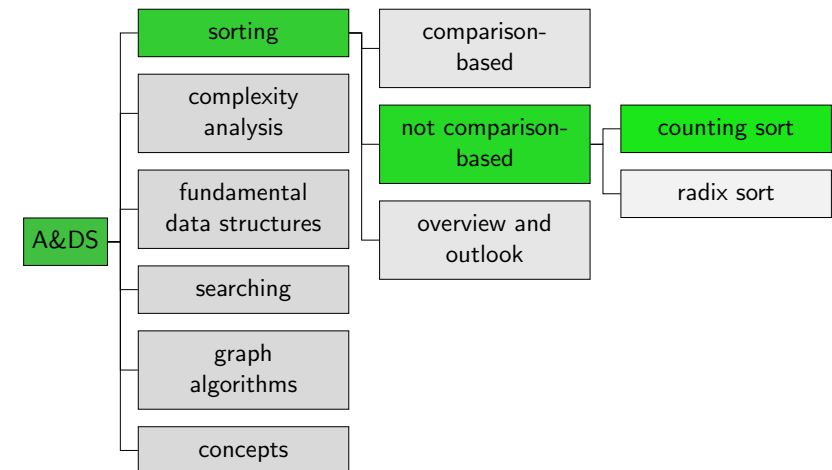 A&DS
sorting
complexity
analysis
fundamental
data structures
searching
graph
algorithms
concepts
comparison-
based
not comparison-
based
overview and
outlook
counting sort
radix sort